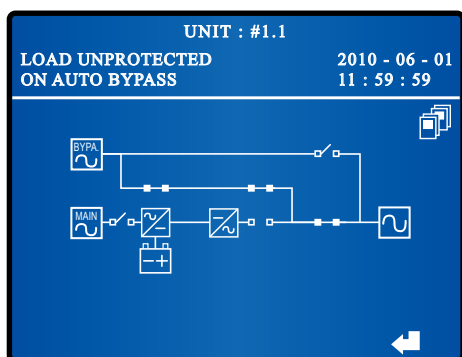 UNIT : #1.1
LOAD UNPROTECTED
ON AUTO BYPASS
2010 - 06 - 01
11 : 59 : 59
BYPA.
MAIN